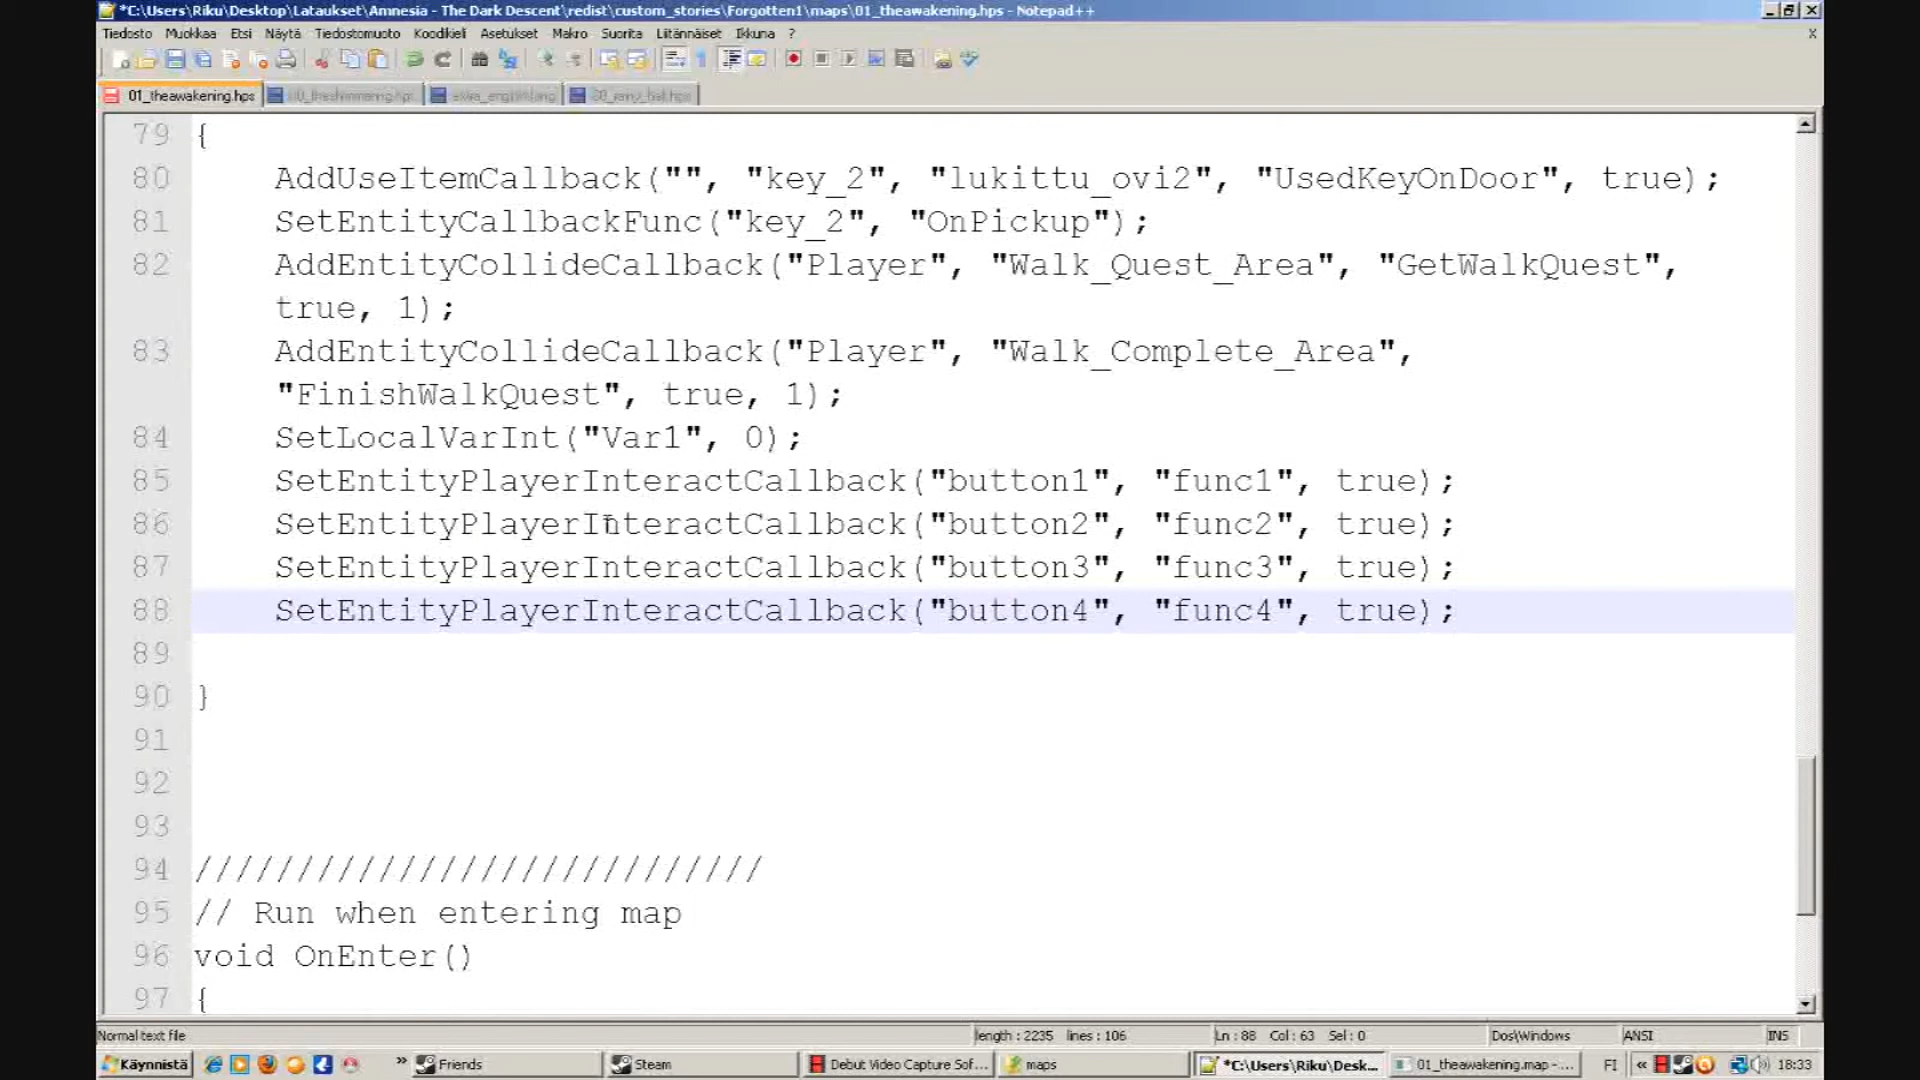 *C:\Users\Riku\Desktop\Lataukset\Amnesia - The Dark Descent\redist\custom_stories\Forgotten1\maps\01_theawakening.hps - Notepad++
Tiedosto Muokkaa Etsi Näytä Tiedostomuoto Koodikieli Asetukset Makro Suorita Liitännäiset Ikkuna ? X
01_theawakening.hps
79 {
80 AddUseItemCallback("", "key_2", "lukittu_ovi2", "UsedKeyOnDoor", true);
81 SetEntityCallbackFunc("key_2", "OnPickup");
82 AddEntityCollideCallback("Player", "Walk_Quest_Area", "GetWalkQuest",
true, 1);
83 AddEntityCollideCallback("Player", "Walk_Complete_Area",
"FinishWalkQuest", true, 1);
84 SetLocalVarInt("Var1", 0);
85 SetEntityPlayerInteractCallback("button1", "func1", true);
86 SetEntityPlayerInteractCallback("button2", "func2", true);
87 SetEntityPlayerInteractCallback("button3", "func3", true);
88 SetEntityPlayerInteractCallback("button4", "func4", true);
89
90 }
91
92
93
94 ////////////////////////////
95 // Run when entering map
96 void OnEnter()
97 {
Normal text file length : 2235 lines : 106 Ln : 88 Col : 63 Sel : 0 Dos\Windows ANSI INS
Käynnistä » Friends Steam Debut Video Capture Sof... maps *C:\Users\Riku\Desk... 01_theawakening.map -... FI « 18:33